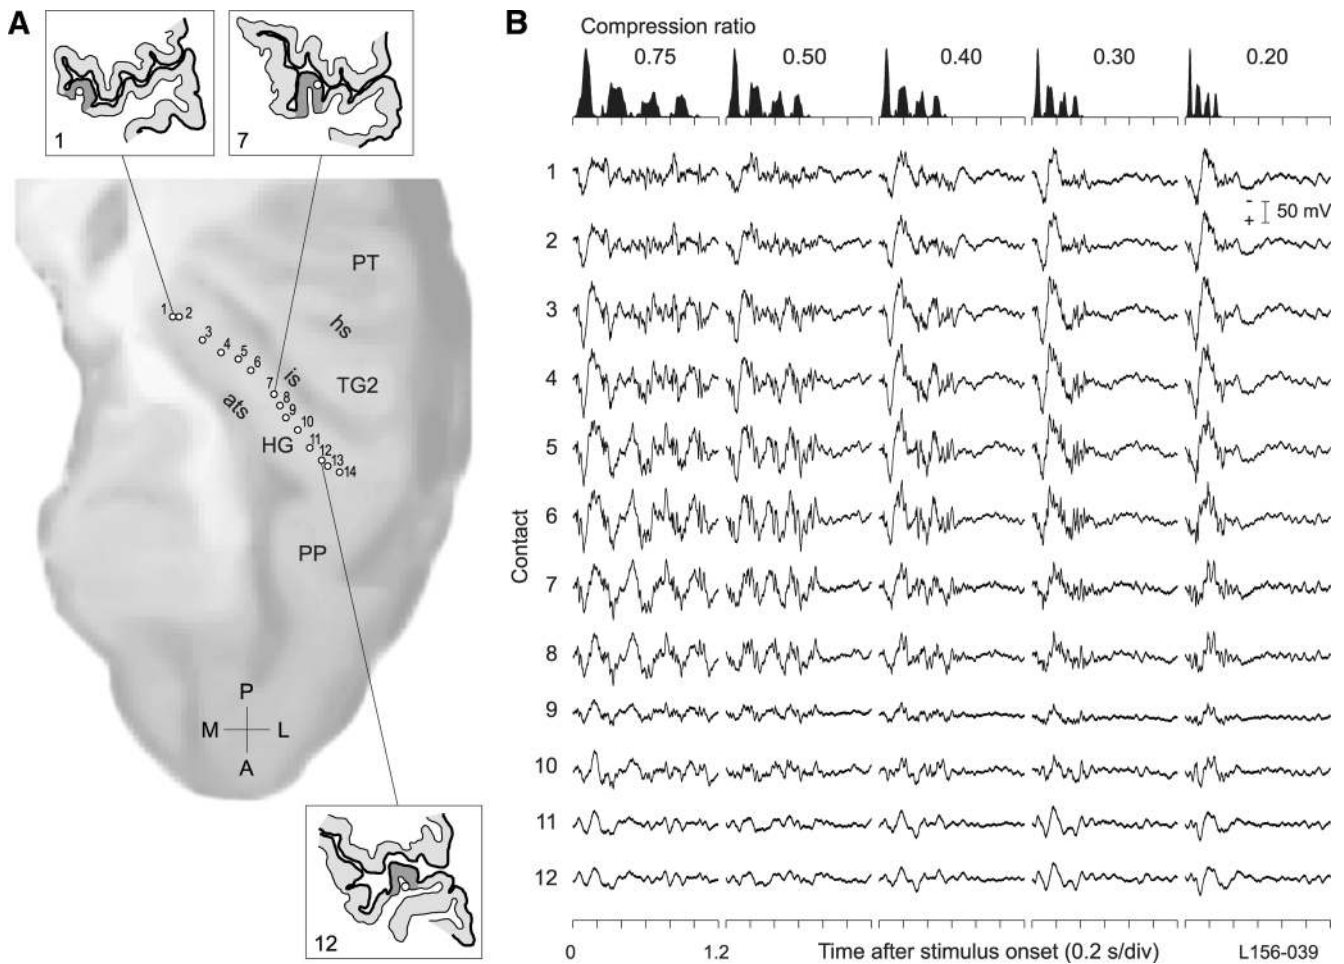 A
1
7
PT
hs
1 2
3
4
5
6
7
is
8
TG2
ats
9
10
HG
11
12
13
14
PP
P
M L
A
12
B
Compression ratio
0.75 0.50 0.40 0.30 0.20
1
- 
+ 50 mV
2
3
4
5
6
7
8
9
10
11
12
Contact
0 1.2 Time after stimulus onset (0.2 s/div) L156-039